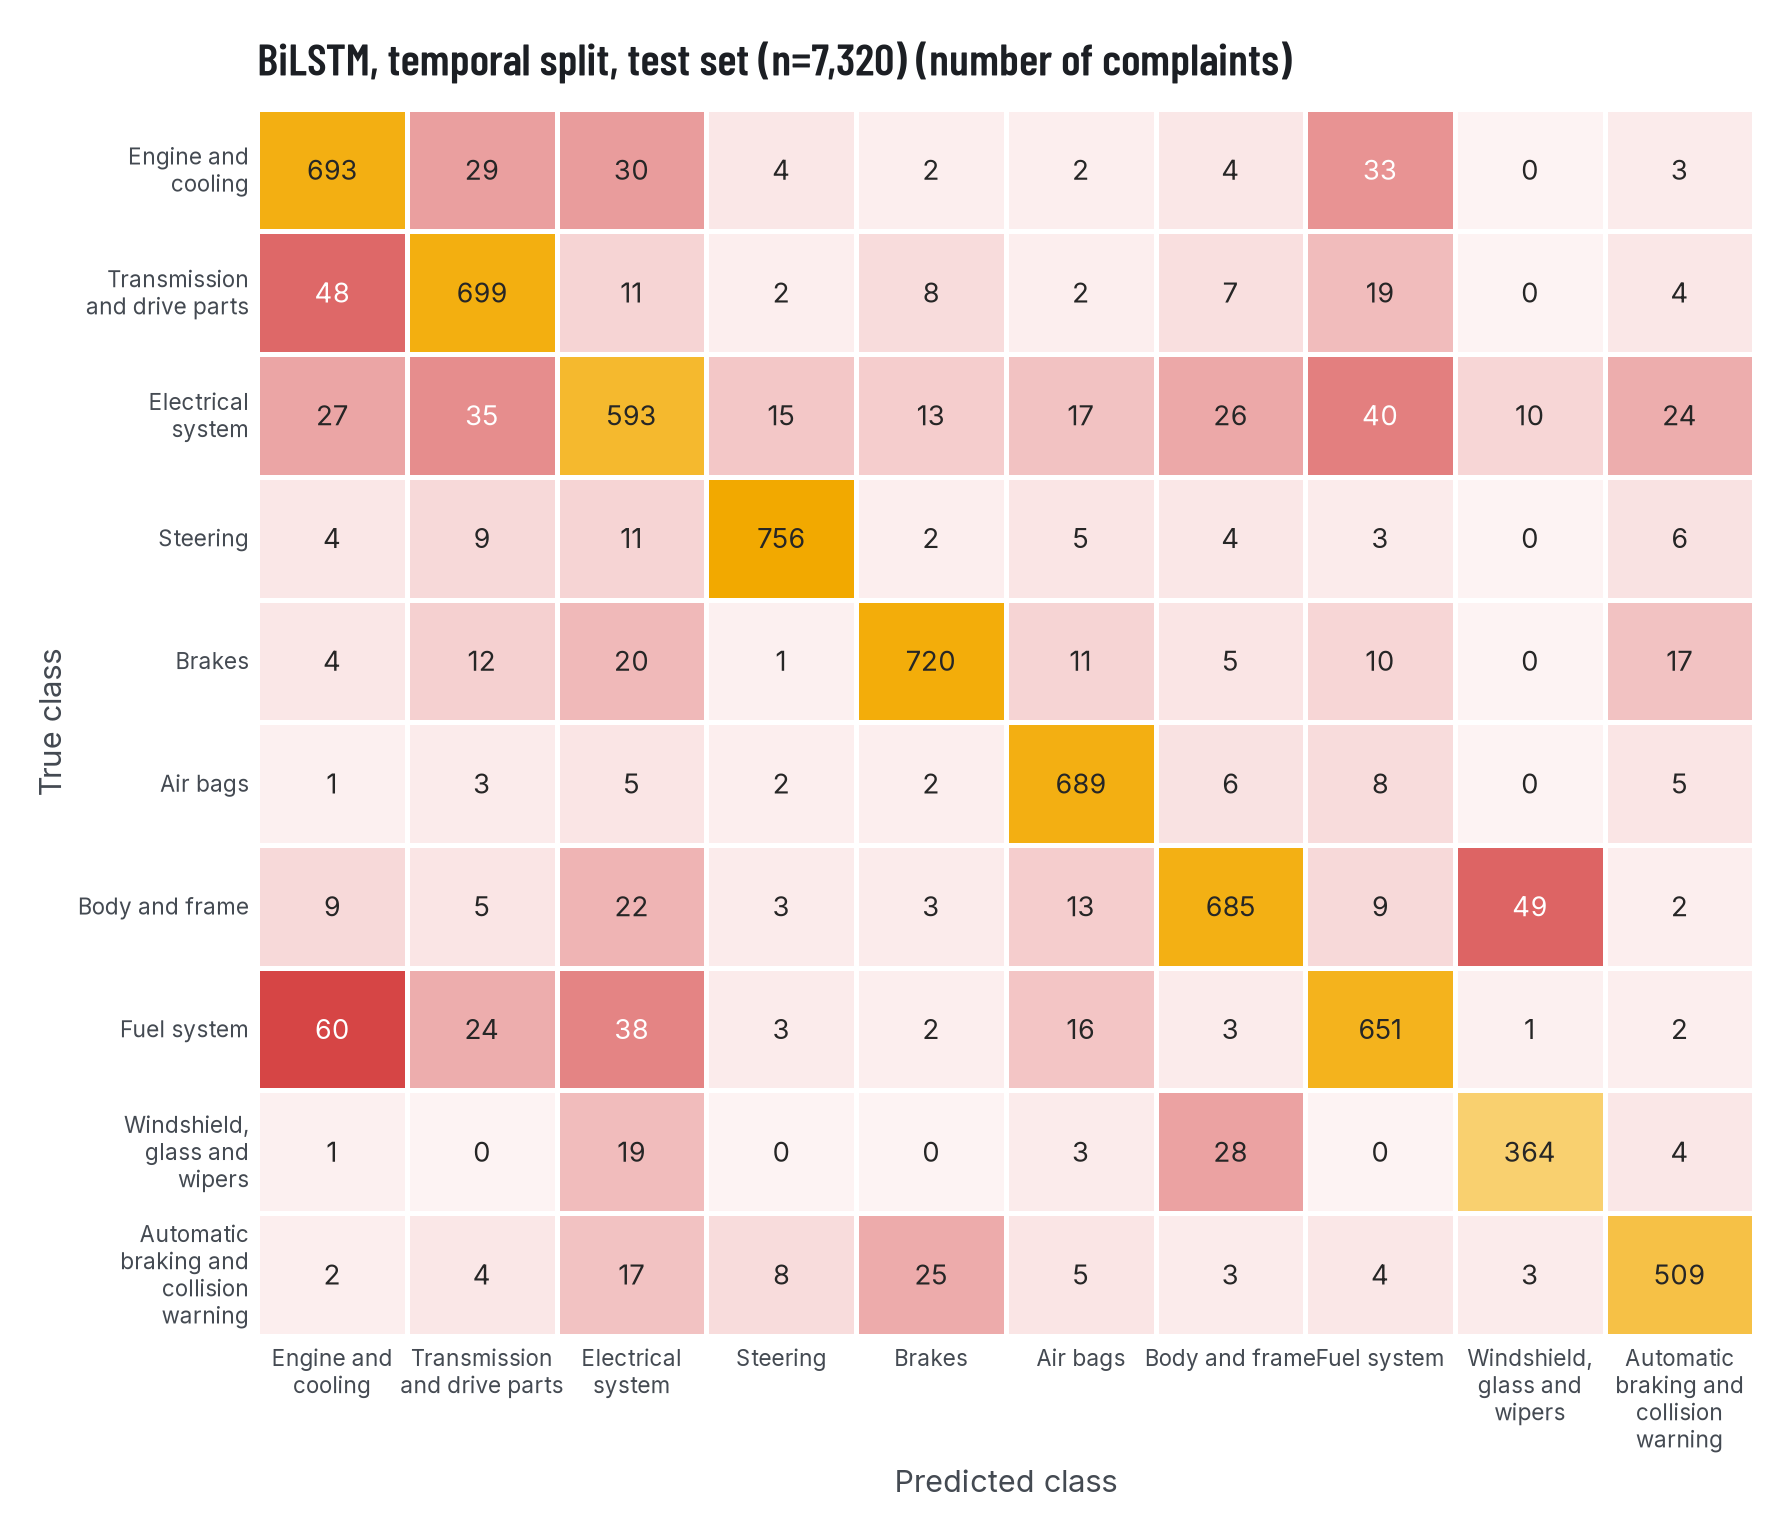 BiLSTM, temporal split, test set (n=7,320) (number of complaints)
Engine and
cooling
693 29 30 4 2 2 4 33 0 3
Transmission
and drive parts
48 699 11 2 8 2 7 19 0 4
Electrical
system
27 35 593 15 13 17 26 40 10 24
Steering
4 9 11 756 2 5 4 3 0 6
True class
Brakes
4 12 20 1 720 11 5 10 0 17
Air bags
1 3 5 2 2 689 6 8 0 5
Body and frame
9 5 22 3 3 13 685 9 49 2
Fuel system
60 24 38 3 2 16 3 651 1 2
Windshield,
glass and
wipers
1 0 19 0 0 3 28 0 364 4
Automatic
braking and
collision
warning
2 4 17 8 25 5 3 4 3 509
Engine and
cooling
Transmission
and drive parts
Electrical
system
Steering
Brakes
Air bags
Body and frame
Fuel system
Windshield,
glass and
wipers
Automatic
braking and
collision
warning
Predicted class